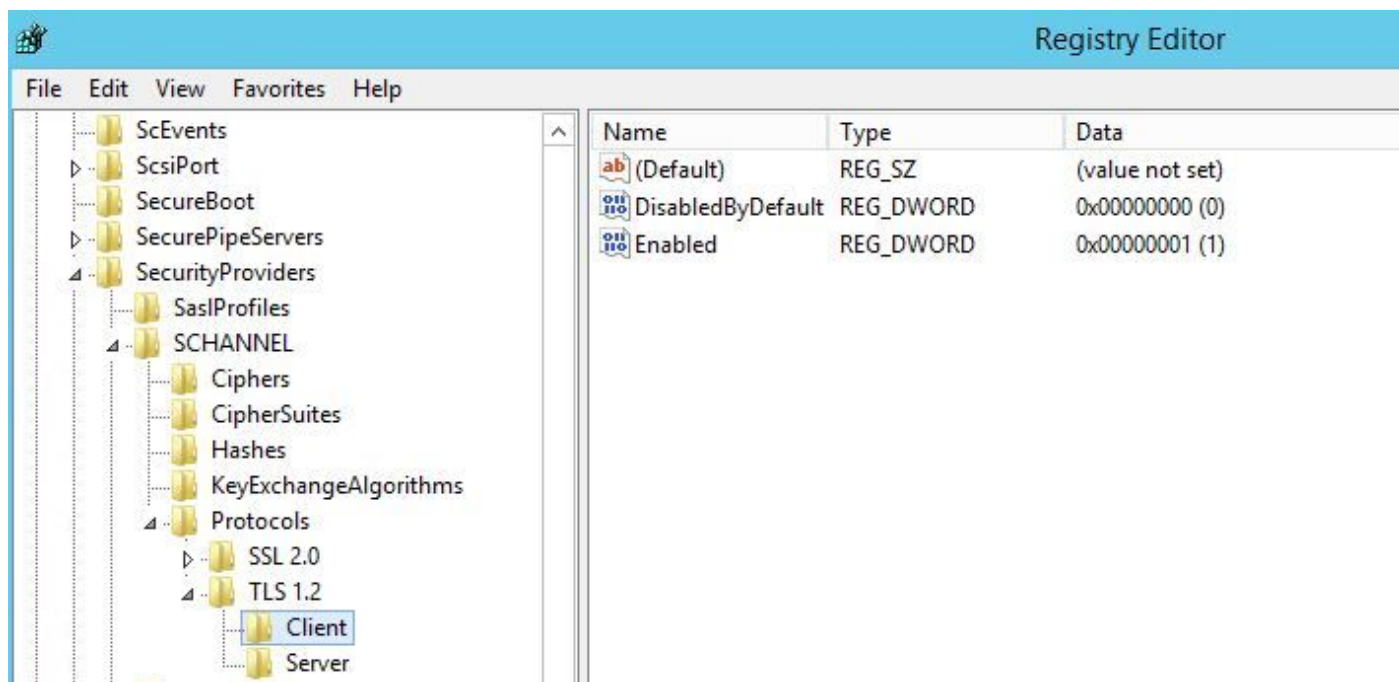 Registry Editor
File Edit View Favorites Help
ScEvents
ScsiPort
SecureBoot
SecurePipeServers
SecurityProviders
SaslProfiles
SCHANNEL
Ciphers
CipherSuites
Hashes
KeyExchangeAlgorithms
Protocols
SSL 2.0
TLS 1.2
Client
Server
Name Type Data
(Default) REG_SZ (value not set)
DisabledByDefault REG_DWORD 0x00000000 (0)
Enabled REG_DWORD 0x00000001 (1)